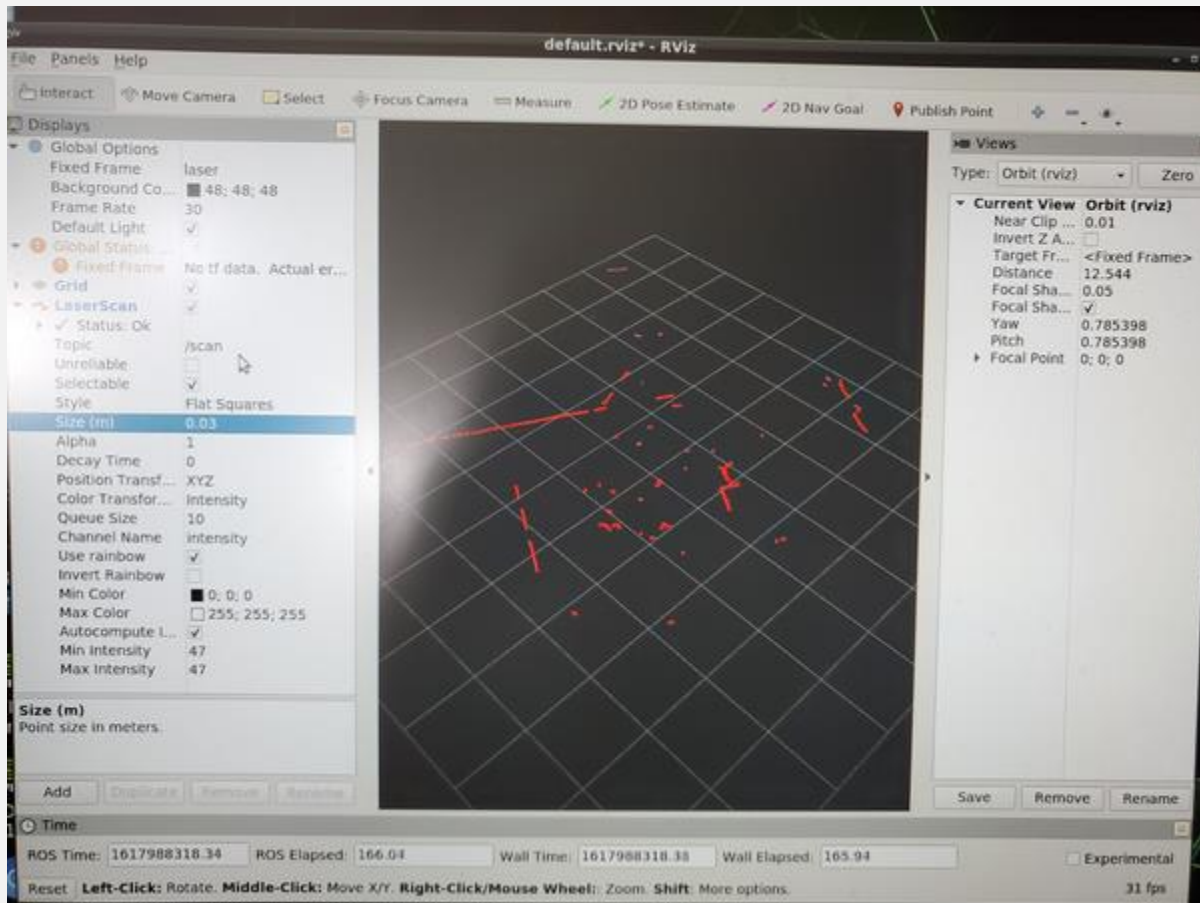 default.rviz* - RViz
File Panels Help
Interact Move Camera Select Focus Camera Measure 2D Pose Estimate 2D Nav Goal Publish Point
Displays
Global Options
Fixed Frame laser
Background Co... 48; 48; 48
Frame Rate 30
Default Light
Global Status:
Fixed Frame No tf data. Actual er...
Grid
LaserScan
Status: Ok
Topic /scan
Unreliable
Selectable
Style Flat Squares
Size (m) 0.03
Alpha 1
Decay Time 0
Position Transf... XYZ
Color Transfor... Intensity
Queue Size 10
Channel Name intensity
Use rainbow
Invert Rainbow
Min Color 0; 0; 0
Max Color 255; 255; 255
Autocompute I...
Min Intensity 47
Max Intensity 47
Size (m)
Point size in meters.
Add Duplicate Remove Rename
Views
Type: Orbit (rviz) Zero
Current View Orbit (rviz)
Near Clip ... 0.01
Invert Z A...
Target Fr... <Fixed Frame>
Distance 12.544
Focal Sha... 0.05
Focal Sha...
Yaw 0.785398
Pitch 0.785398
Focal Point 0; 0; 0
Save Remove Rename
Time
ROS Time: 1617988318.34 ROS Elapsed: 166.04 Wall Time: 1617988318.38 Wall Elapsed: 165.94 Experimental
Reset Left-Click: Rotate. Middle-Click: Move X/Y. Right-Click/Mouse Wheel:: Zoom. Shift: More options. 31 fps